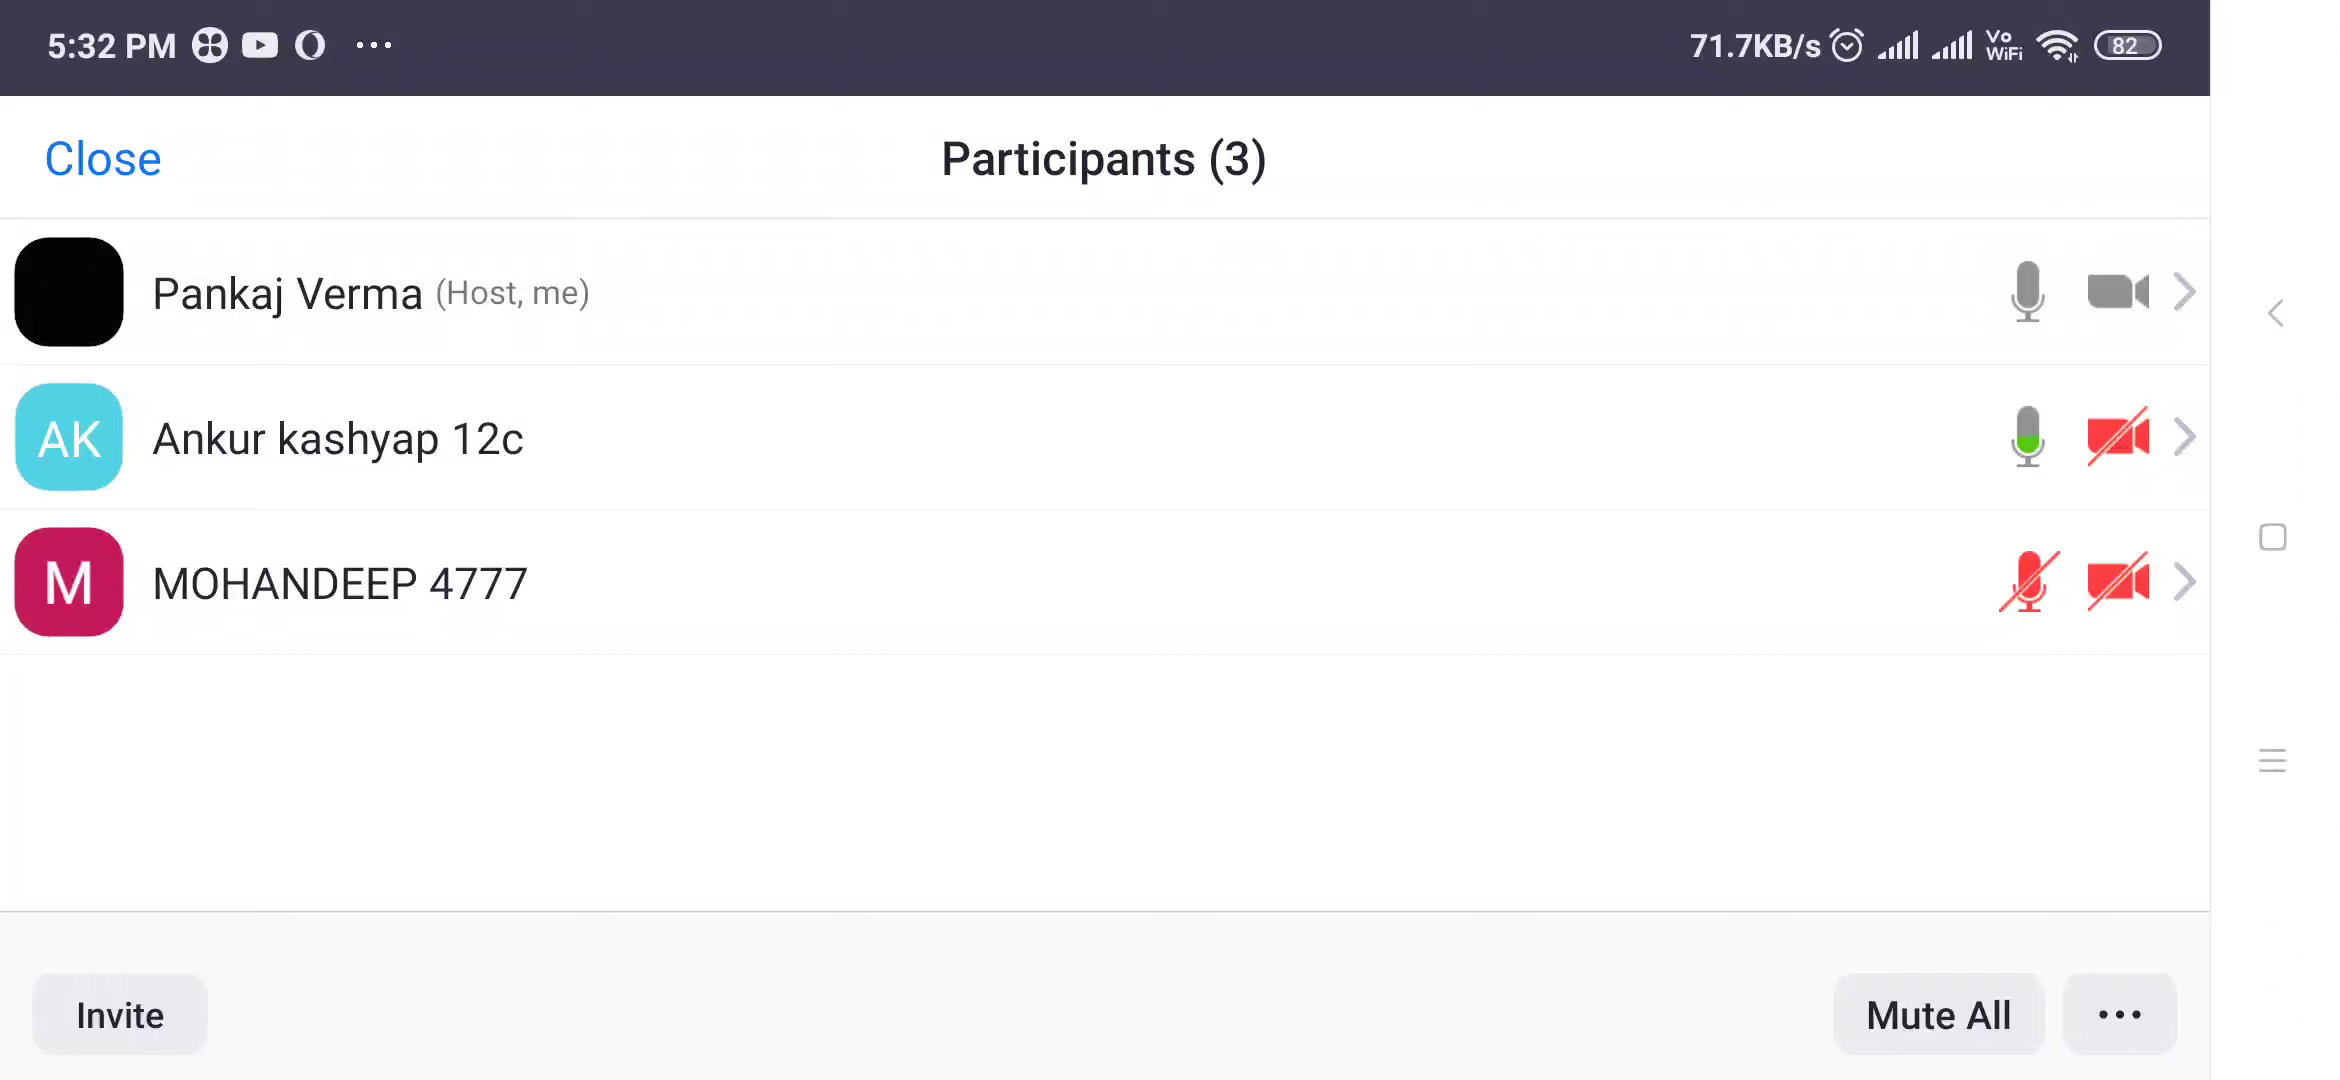 5:32 PM 71.7KB/s Vo WiFi 82
Close Participants (3)
Pankaj Verma (Host, me)
AK Ankur kashyap 12c
M MOHANDEEP 4777
Invite Mute All